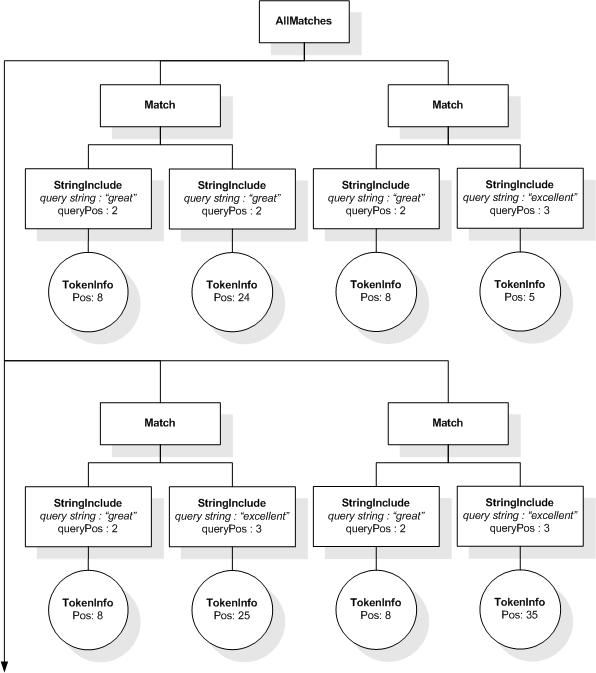 AllMatches
Match
Match
StringInclude
query string : “great”
queryPos : 2
StringInclude
query string : “great”
queryPos : 2
StringInclude
query string : “great”
queryPos : 2
StringInclude
query string : “excellent”
queryPos : 3
TokenInfo
Pos: 8
TokenInfo
Pos: 24
TokenInfo
Pos: 8
TokenInfo
Pos: 5
Match
Match
StringInclude
query string : “great”
queryPos : 2
StringInclude
query string : “excellent”
queryPos : 3
StringInclude
query string : “great”
queryPos : 2
StringInclude
query string : “excellent”
queryPos : 3
TokenInfo
Pos: 8
TokenInfo
Pos: 25
TokenInfo
Pos: 8
TokenInfo
Pos: 35